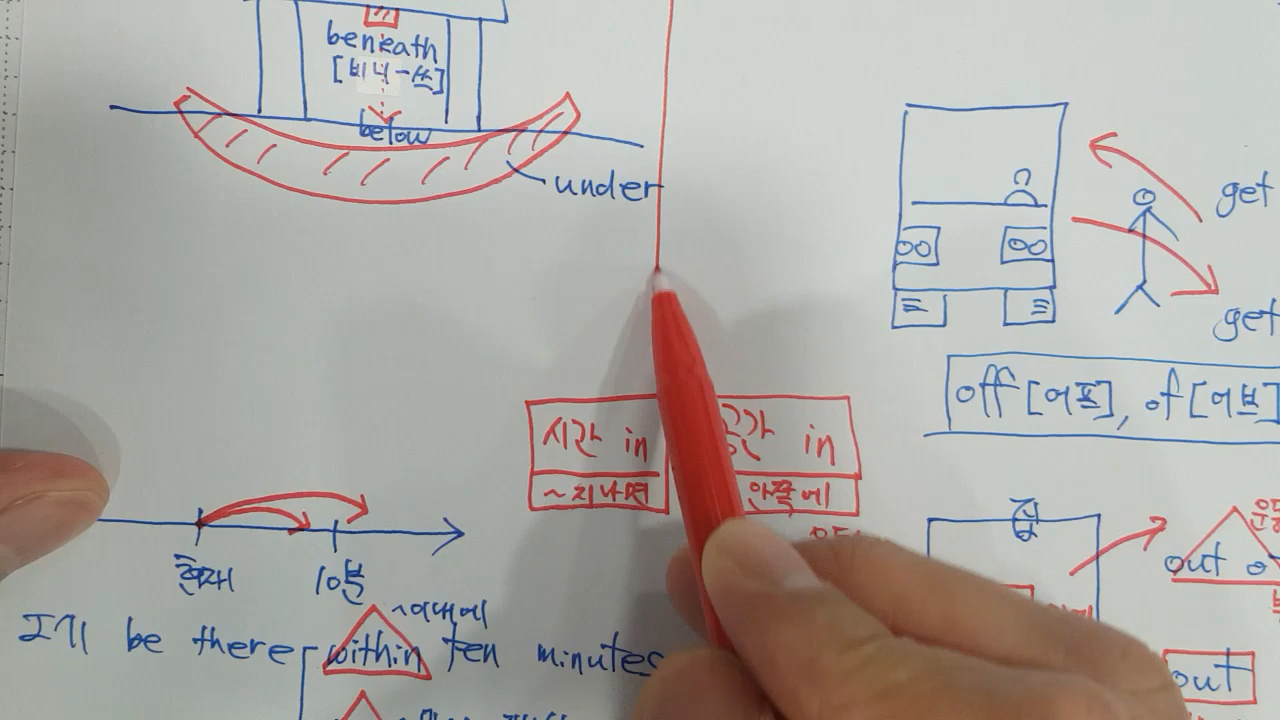 beneath
[비니-쓰]
below
under
get
get
off [어프], of [어브]
시간 in
공간 in
~지나면
안쪽에
현재
10분
집
out
I'll be there within ten minutes
~이내에
out